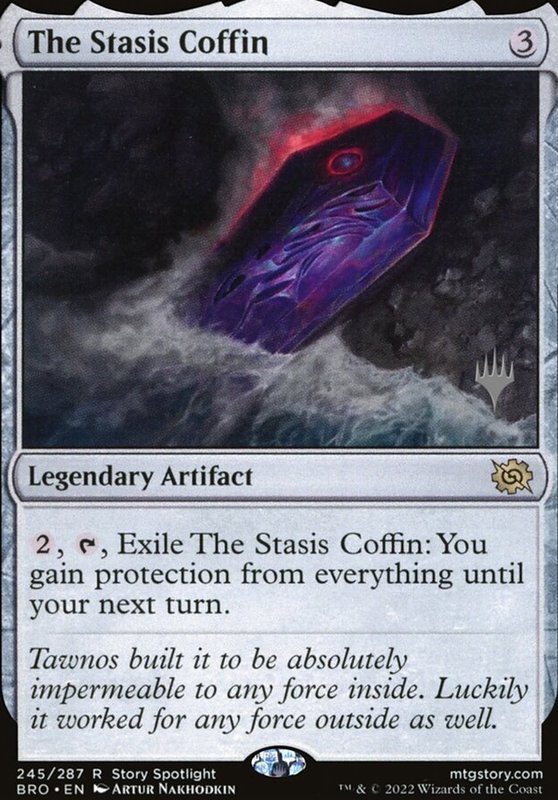 The Stasis Coffin 3
Legendary Artifact
2, , Exile The Stasis Coffin: You
gain protection from everything until
your next turn.
Tawnos built it to be absolutely
impermeable to any force inside. Luckily
it worked for any force outside as well.
245/287 R Story Spotlight mtgstory.com
BRO • EN Artur Nakhodkin ™ & © 2022 Wizards of the Coast